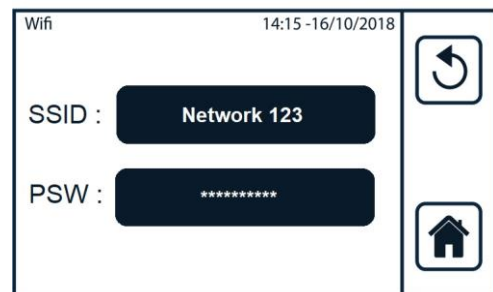 Wifi 14:15 -16/10/2018
SSID : Network 123
PSW : **********